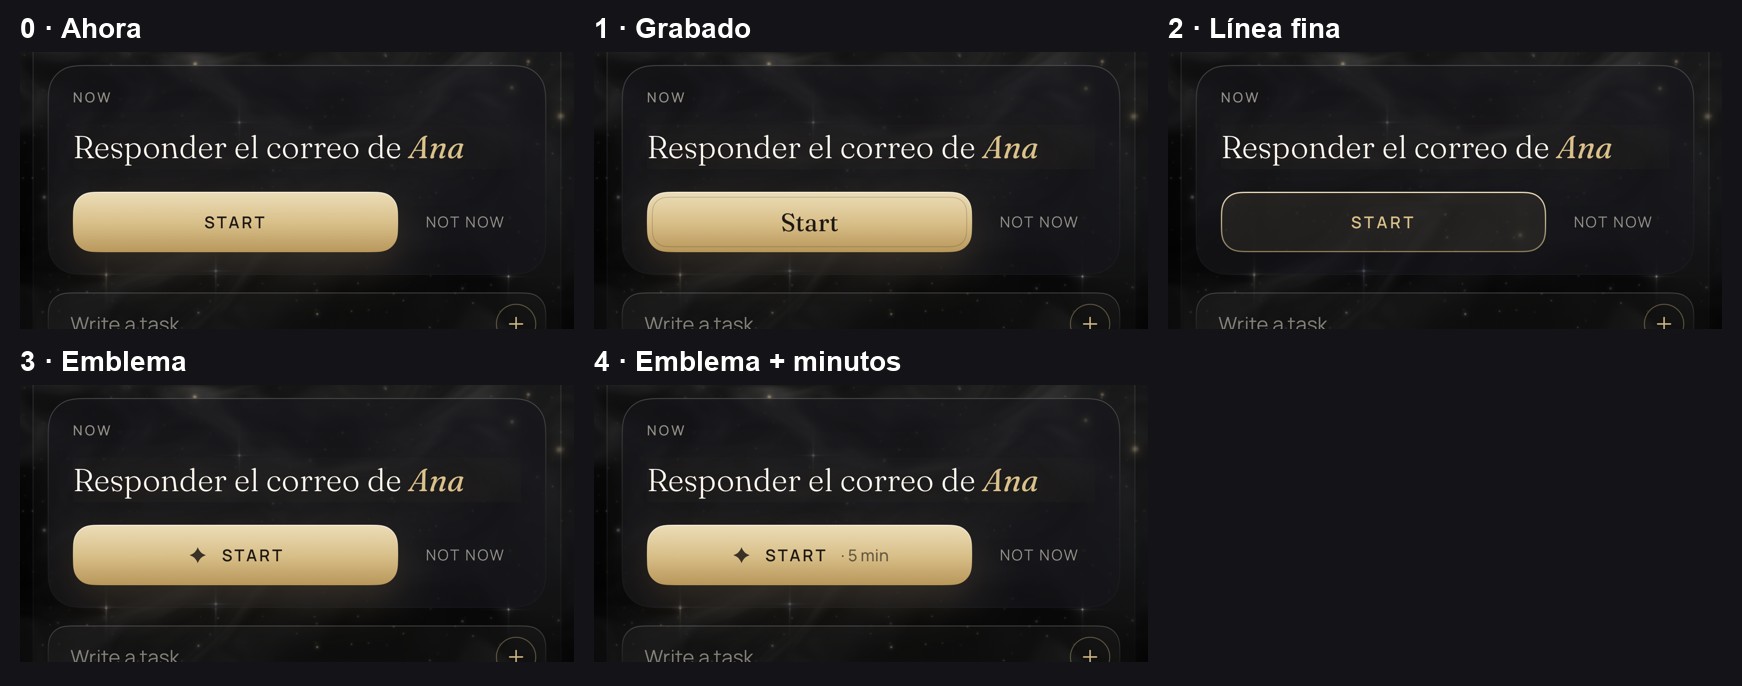 0 · Ahora
NOW
Responder el correo de Ana
START
NOT NOW
Write a task
+
1 · Grabado
NOW
Responder el correo de Ana
Start
NOT NOW
Write a task
+
2 · Línea fina
NOW
Responder el correo de Ana
START
NOT NOW
Write a task
+
3 · Emblema
NOW
Responder el correo de Ana
✦ START
NOT NOW
Write a task
+
4 · Emblema + minutos
NOW
Responder el correo de Ana
✦ START · 5 min
NOT NOW
Write a task
+